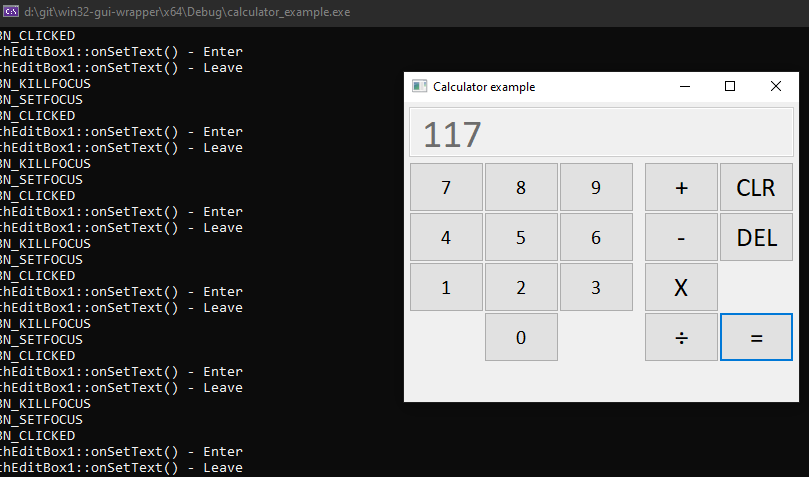 d:\git\win32-gui-wrapper\x64\Debug\calculator_example.exe
BN_CLICKED
thEditBox1::onSetText() - Enter
thEditBox1::onSetText() - Leave
BN_KILLFOCUS
BN_SETFOCUS
BN_CLICKED
thEditBox1::onSetText() - Enter
thEditBox1::onSetText() - Leave
BN_KILLFOCUS
BN_SETFOCUS
BN_CLICKED
thEditBox1::onSetText() - Enter
thEditBox1::onSetText() - Leave
BN_KILLFOCUS
BN_SETFOCUS
BN_CLICKED
thEditBox1::onSetText() - Enter
thEditBox1::onSetText() - Leave
BN_KILLFOCUS
BN_SETFOCUS
BN_CLICKED
thEditBox1::onSetText() - Enter
thEditBox1::onSetText() - Leave
BN_KILLFOCUS
BN_SETFOCUS
BN_CLICKED
thEditBox1::onSetText() - Enter
thEditBox1::onSetText() - Leave
Calculator example
117
7 8 9 + CLR
4 5 6 - DEL
1 2 3 X
0 ÷ =